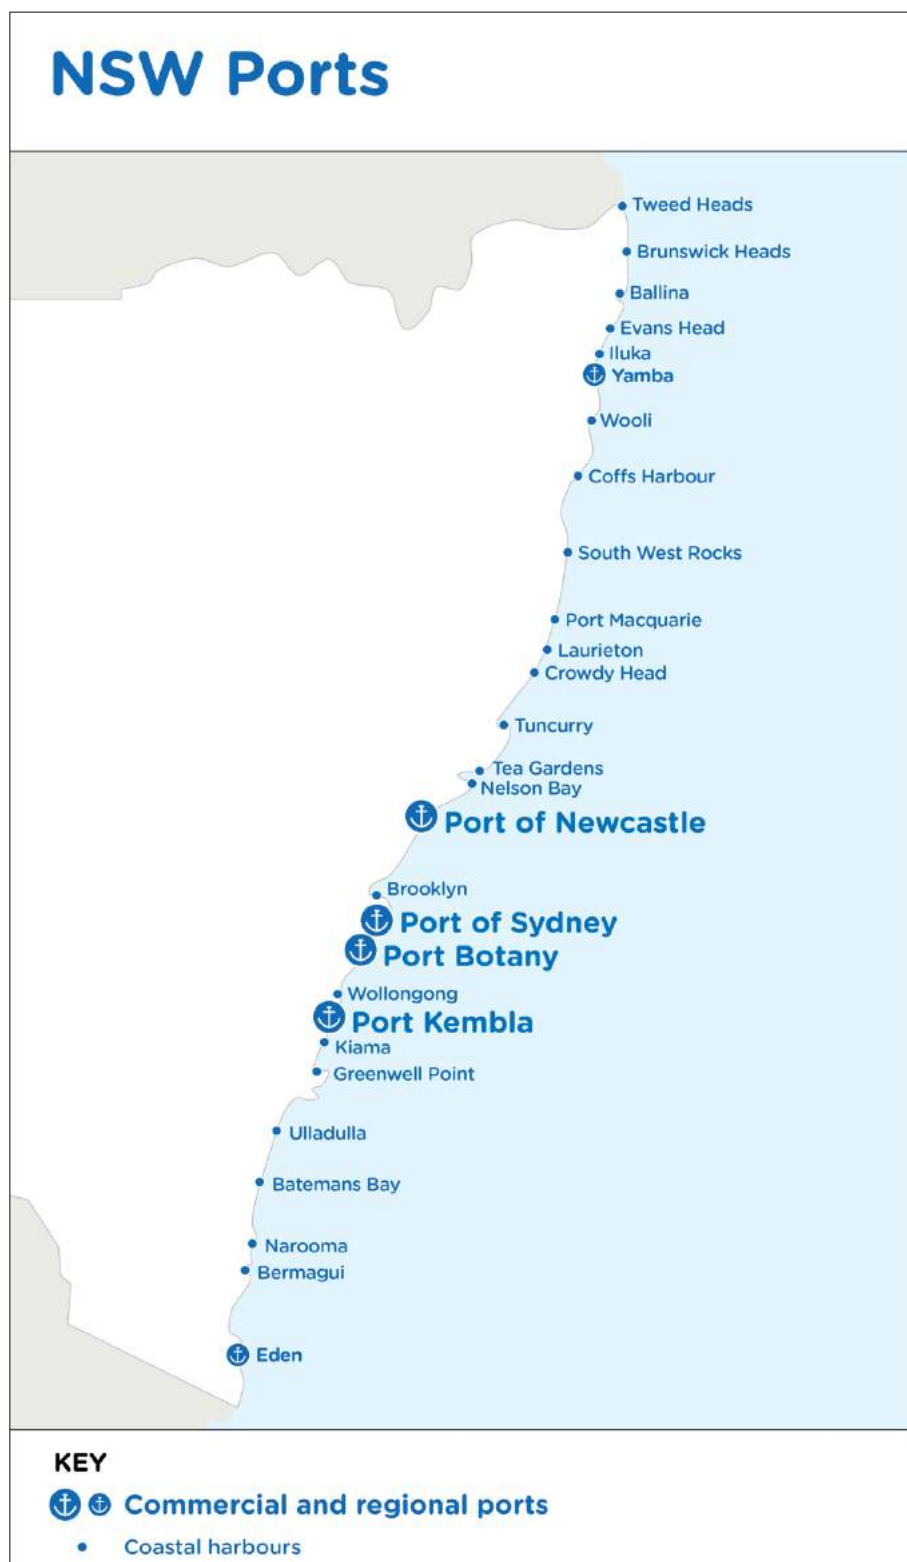 NSW Ports
Tweed Heads
Brunswick Heads
Ballina
Evans Head
Iluka
Yamba
Wooli
Coffs Harbour
South West Rocks
Port Macquarie
Laurieton
Crowdy Head
Tuncurry
Tea Gardens
Nelson Bay
Port of Newcastle
Brooklyn
Port of Sydney
Port Botany
Wollongong
Port Kembla
Kiama
Greenwell Point
Ulladulla
Batemans Bay
Narooma
Bermagui
Eden
KEY
Commercial and regional ports
Coastal harbours